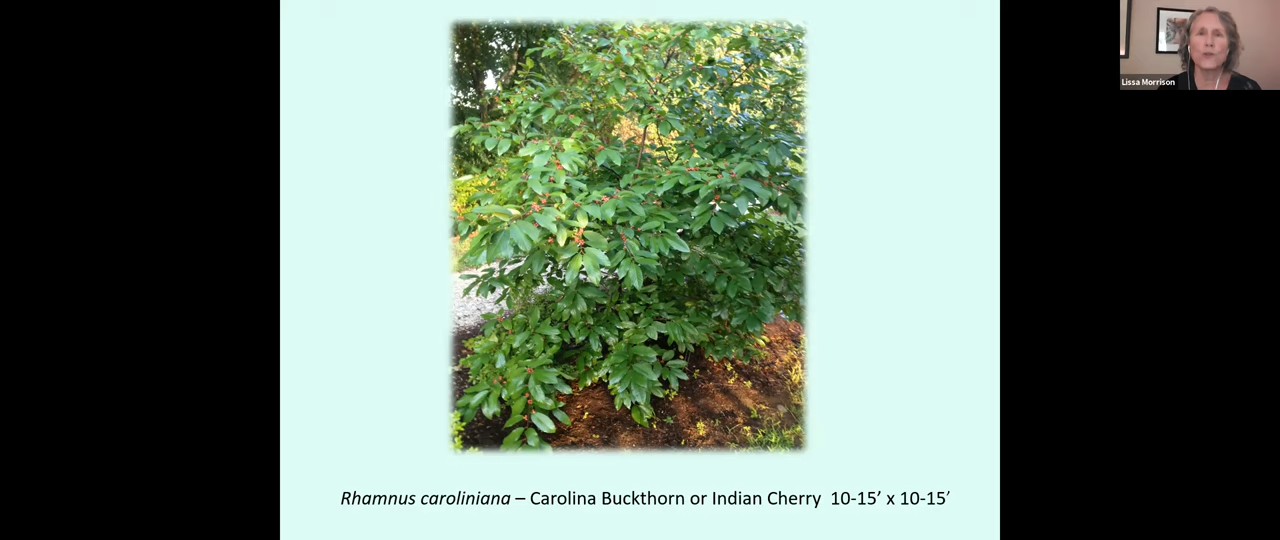 Lissa Morrison
Rhamnus caroliniana – Carolina Buckthorn or Indian Cherry 10-15’ x 10-15’